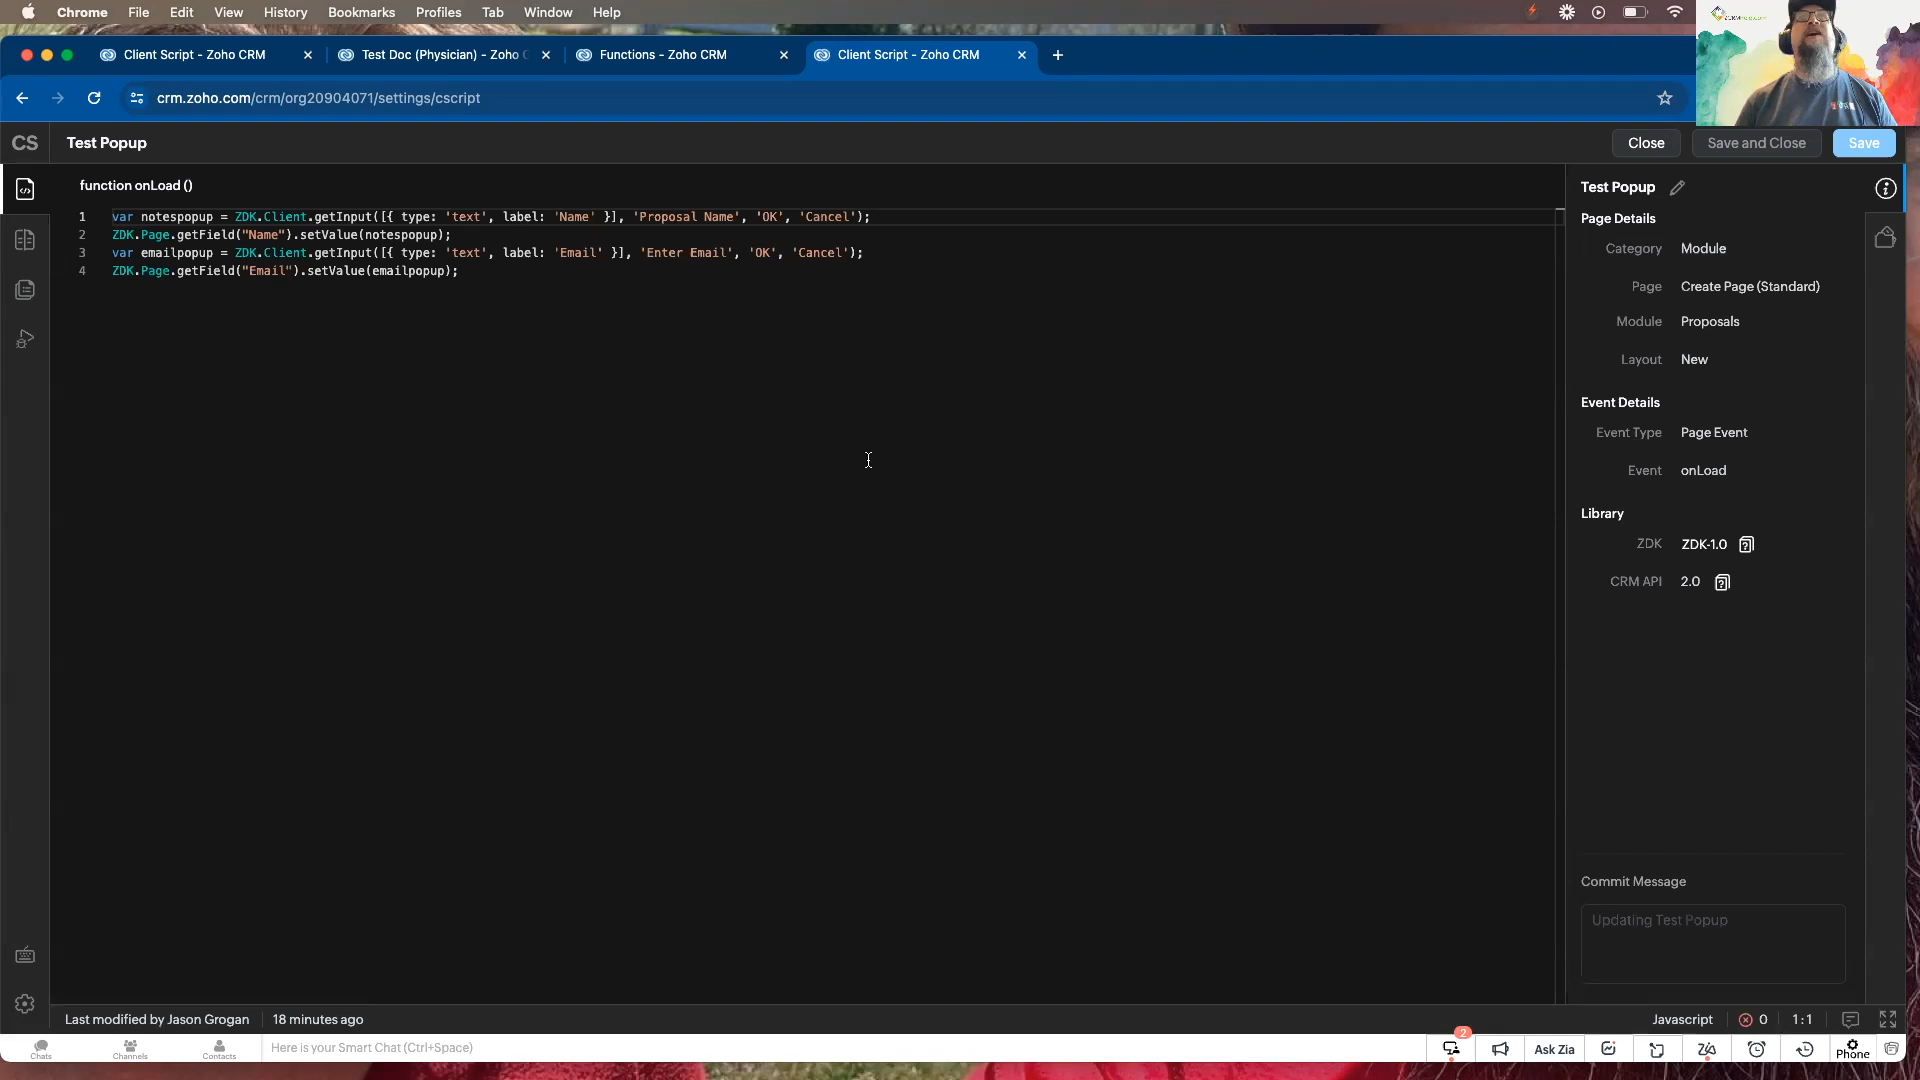 Chrome File Edit View History Bookmarks Profiles Tab Window Help
Client Script - Zoho CRM
Test Doc (Physician) - Zoho C
Functions - Zoho CRM
Client Script - Zoho CRM
crm.zoho.com/crm/org20904071/settings/cscript
CS
Test Popup
Close
Save and Close
Save
function onLoad ()
1 var notespopup = ZDK.Client.getInput([{ type: 'text', label: 'Name' }], 'Proposal Name', 'OK', 'Cancel');
2 ZDK.Page.getField("Name").setValue(notespopup);
3 var emailpopup = ZDK.Client.getInput([{ type: 'text', label: 'Email' }], 'Enter Email', 'OK', 'Cancel');
4 ZDK.Page.getField("Email").setValue(emailpopup);
Test Popup
Page Details
Category Module
Page Create Page (Standard)
Module Proposals
Layout New
Event Details
Event Type Page Event
Event onLoad
Library
ZDK ZDK-1.0
CRM API 2.0
Commit Message
Updating Test Popup
Last modified by Jason Grogan
18 minutes ago
Javascript
0
1:1
Chats
Channels
Contacts
Here is your Smart Chat (Ctrl+Space)
2
Ask Zia
Phone